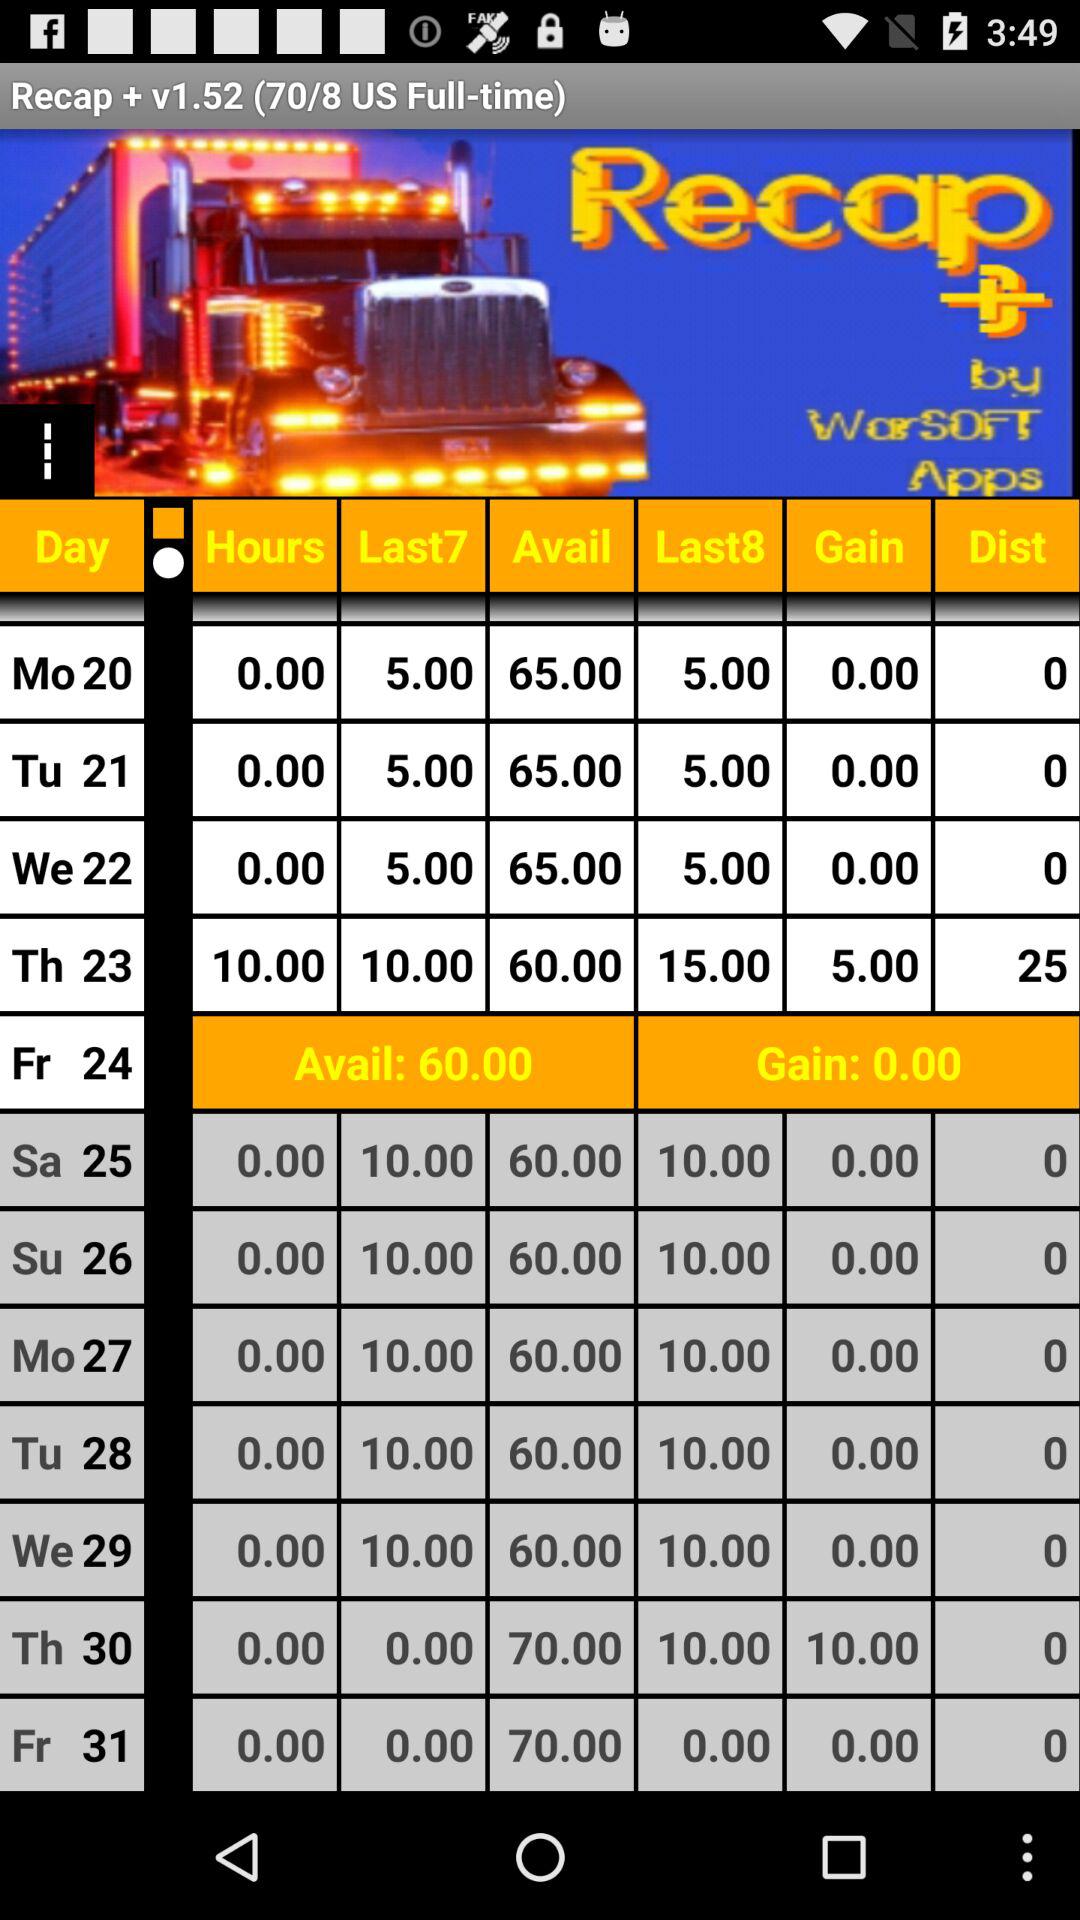 FAKE 3:49
Recap + v1.52 (70/8 US Full-time)
Recap
+
by
WarSOFT
Apps
Day Hours Last7 Avail Last8 Gain Dist
Mo 20 0.00 5.00 65.00 5.00 0.00 0
Tu 21 0.00 5.00 65.00 5.00 0.00 0
We 22 0.00 5.00 65.00 5.00 0.00 0
Th 23 10.00 10.00 60.00 15.00 5.00 25
Fr 24 Avail: 60.00 Gain: 0.00
Sa 25 0.00 10.00 60.00 10.00 0.00 0
Su 26 0.00 10.00 60.00 10.00 0.00 0
Mo 27 0.00 10.00 60.00 10.00 0.00 0
Tu 28 0.00 10.00 60.00 10.00 0.00 0
We 29 0.00 10.00 60.00 10.00 0.00 0
Th 30 0.00 0.00 70.00 10.00 10.00 0
Fr 31 0.00 0.00 70.00 0.00 0.00 0